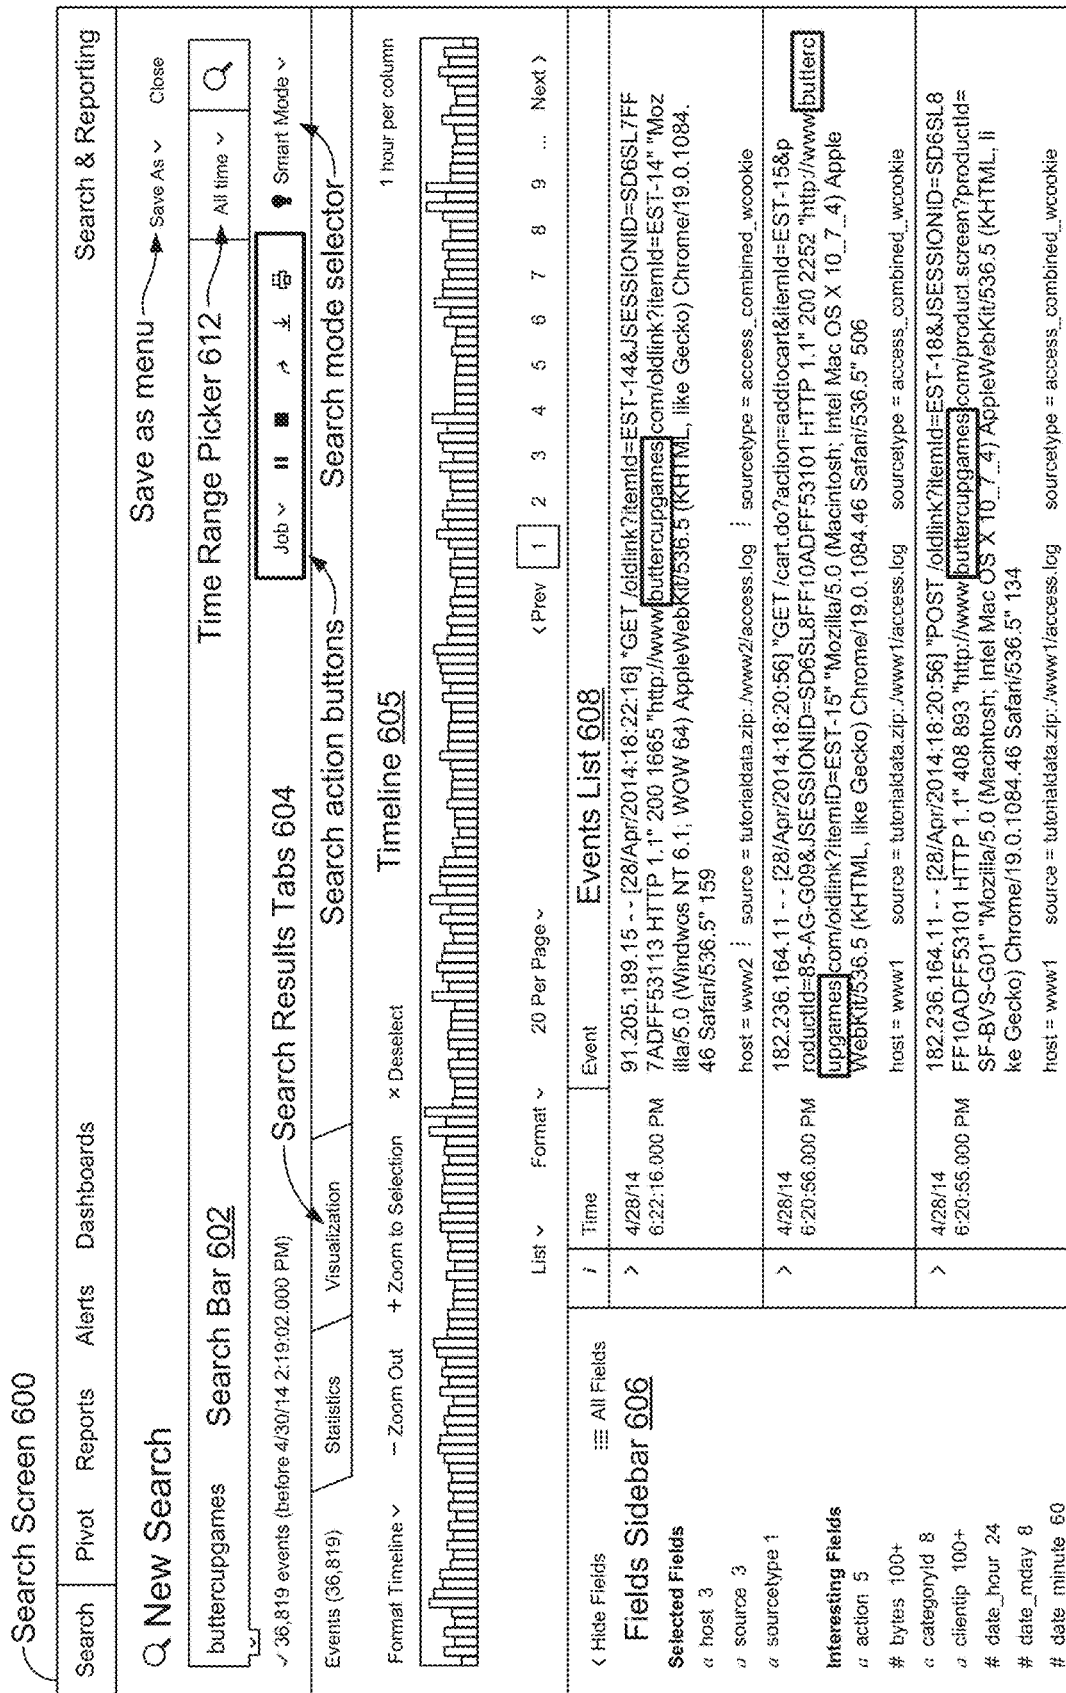 Search Screen 600
Search Pivot Reports Alerts Dashboards Search & Reporting
New Search
Save as menu
Save As Close
buttercupgames Search Bar 602
Time Range Picker 612
All time
✓ 36,819 events (before 4/30/14 2:19:02.000 PM)
Search Results Tabs 604
Job
Smart Mode
Events (36,819) Statistics Visualization
Search action buttons
Search mode selector
Format Timeline – Zoom Out + Zoom to Selection × Deselect
Timeline 605
1 hour per column
List Format 20 Per Page
< Prev 1 2 3 4 5 6 7 8 9 ... Next >
< Hide Fields All Fields
Fields Sidebar 606
Selected Fields
a host 3
a source 3
a sourcetype 1
Interesting Fields
a action 5
# bytes 100+
a categoryId 8
a clientip 100+
# date_hour 24
# date_mday 8
# date_minute 60
i Time Event
Events List 608
> 4/28/14
6:22:16.000 PM
91.205.189.15 - - [28/Apr/2014:18:22:16] "GET /oldlink?itemId=EST-14&JSESSIONID=SD6SL7FF
7ADFF53113 HTTP 1.1" 200 1665 "http://www.buttercupgames.com/oldlink?itemId=EST-14" "Moz
illa/5.0 (Windwos NT 6.1; WOW 64) AppleWebKit/536.5 (KHTML, like Gecko) Chrome/19.0.1084.
46 Safari/536.5" 159
host = www2 source = tutorialdata.zip:/www2/access.log sourcetype = access_combined_wcookie
> 4/28/14
6:20:56.000 PM
182.236.164.11 - - [28/Apr/2014:18:20:56] "GET /cart.do?action=addtocart&itemId=EST-15&p
roductId=85-AG-G09&JSESSIONID=SD6SL8FF10ADFF53101 HTTP 1.1" 200 2252 "http://www.butterc
upgames.com/oldlink?itemID=EST-15" "Mozilla/5.0 (Macintosh; Intel Mac OS X 10_7_4) Apple
WebKit/536.5 (KHTML, like Gecko) Chrome/19.0.1084.46 Safari/536.5" 506
host = www1 source = tutorialdata.zip:/www1/access.log sourcetype = access_combined_wcookie
> 4/28/14
6:20:55.000 PM
182.236.164.11 - - [28/Apr/2014:18:20:56] "POST /oldlink?itemId=EST-18&JSESSIONID=SD6SL8
FF10ADFF53101 HTTP 1.1" 408 893 "http://www.buttercupgames.com/product.screen?productId=
SF-BVS-G01" "Mozilla/5.0 (Macintosh; Intel Mac OS X 10_7_4) AppleWebKit/536.5 (KHTML, li
ke Gecko) Chrome/19.0.1084.46 Safari/536.5" 134
host = www1 source = tutorialdata.zip:/www1/access.log sourcetype = access_combined_wcookie